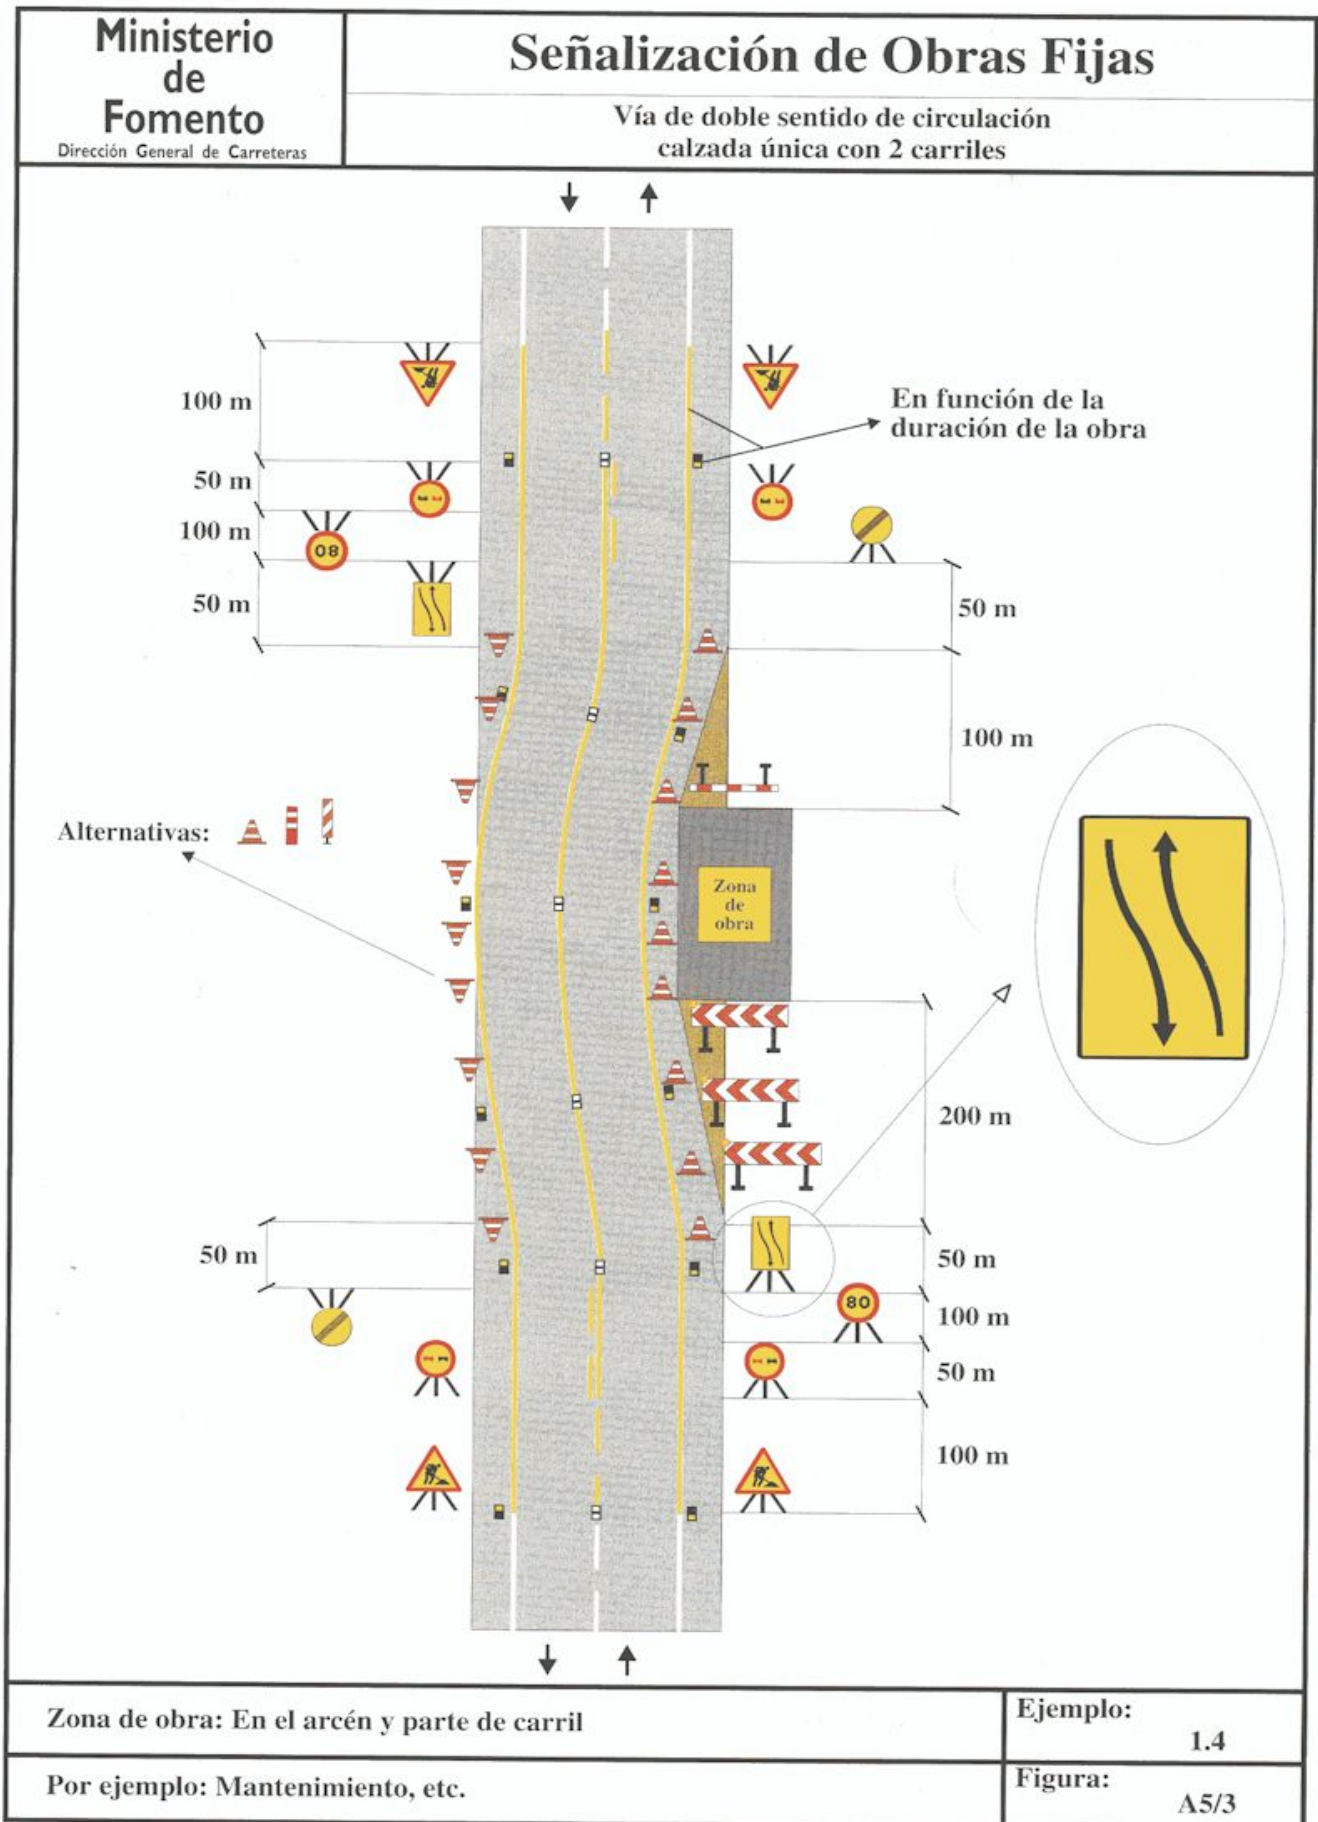 Ministerio
de
Fomento
Dirección General de Carreteras
Señalización de Obras Fijas
Vía de doble sentido de circulación
calzada única con 2 carriles
100 m
50 m
100 m
50 m
80
En función de la
duración de la obra
50 m
100 m
Alternativas:
Zona
de
obra
200 m
50 m
50 m
80
100 m
50 m
100 m
Zona de obra: En el arcén y parte de carril
Ejemplo:
1.4
Por ejemplo: Mantenimiento, etc.
Figura:
A5/3